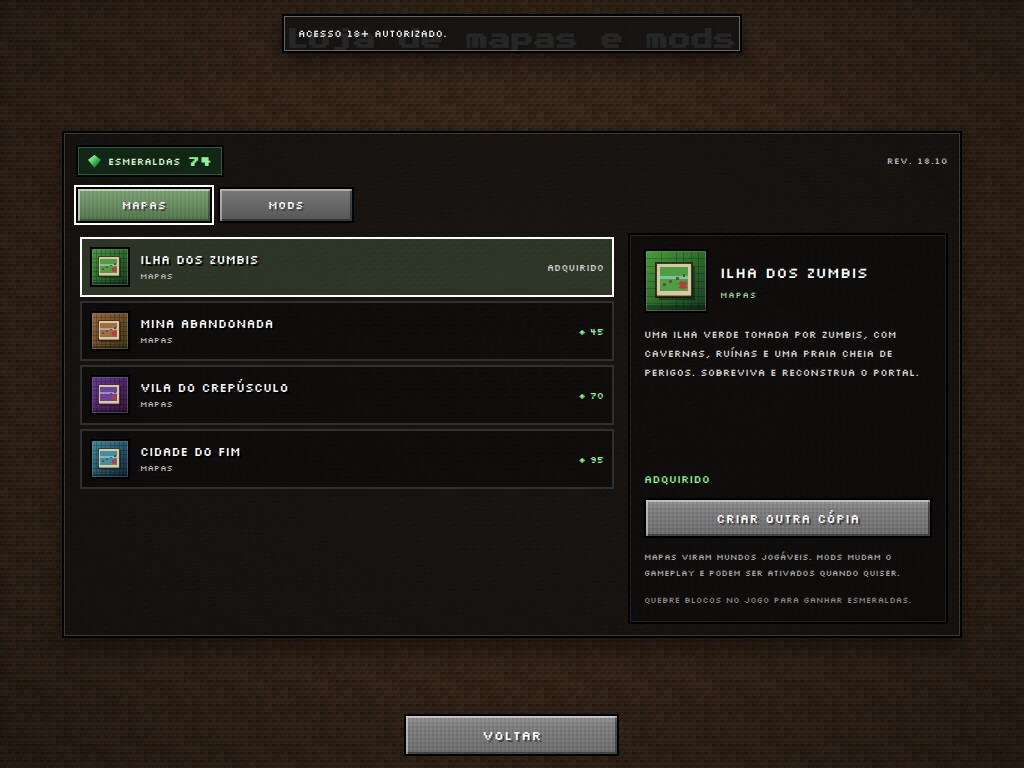 Loja de mapas e mods
ACESSO 18+ AUTORIZADO.
ESMERALDAS 74
REV. 18.10
MAPAS
MODS
ILHA DOS ZUMBIS
MAPAS
ADQUIRIDO
MINA ABANDONADA
MAPAS
45
VILA DO CREPÚSCULO
MAPAS
70
CIDADE DO FIM
MAPAS
95
ILHA DOS ZUMBIS
MAPAS
UMA ILHA VERDE TOMADA POR ZUMBIS, COM
CAVERNAS, RUÍNAS E UMA PRAIA CHEIA DE
PERIGOS. SOBREVIVA E RECONSTRUA O PORTAL.
ADQUIRIDO
CRIAR OUTRA CÓPIA
MAPAS VIRAM MUNDOS JOGÁVEIS. MODS MUDAM O
GAMEPLAY E PODEM SER ATIVADOS QUANDO QUISER.
QUEBRE BLOCOS NO JOGO PARA GANHAR ESMERALDAS.
VOLTAR